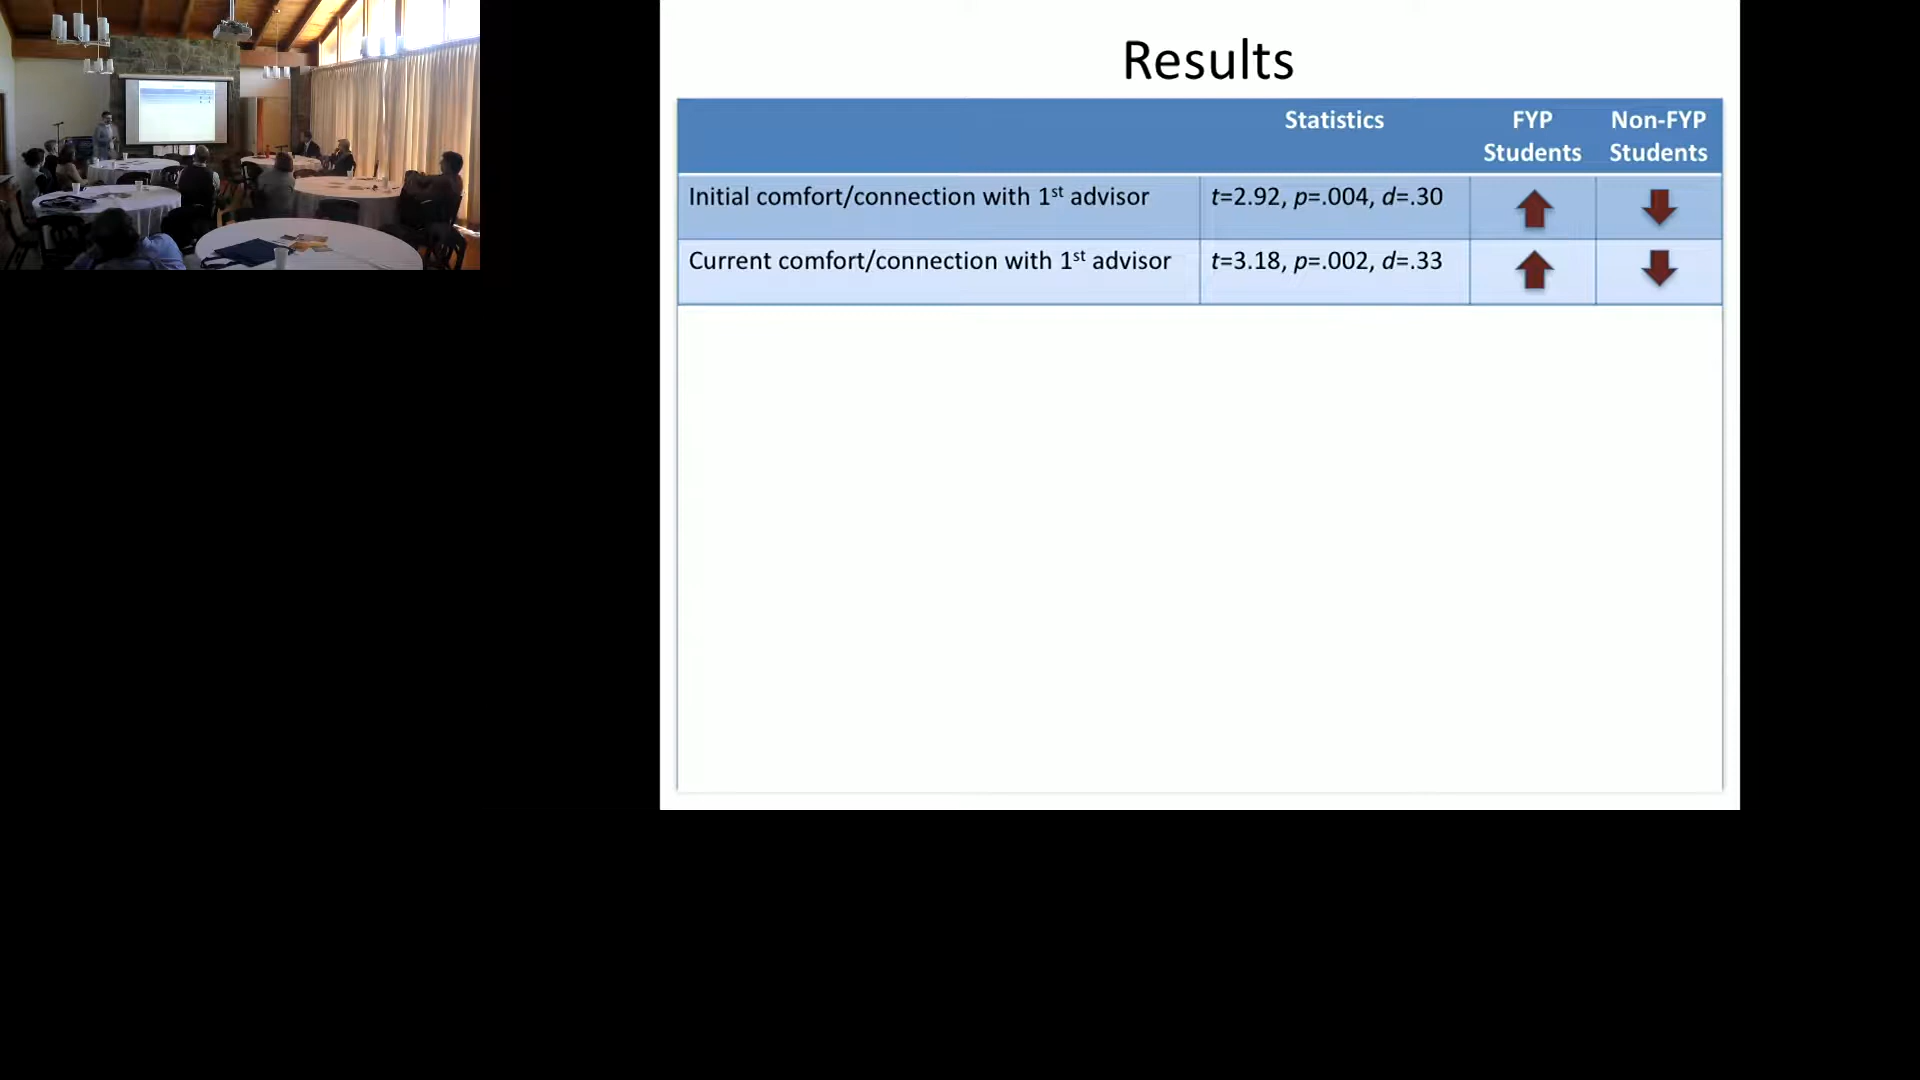 Results
Statistics
FYP Students
Non-FYP Students
Initial comfort/connection with 1st advisor
t=2.92, p=.004, d=.30
Current comfort/connection with 1st advisor
t=3.18, p=.002, d=.33